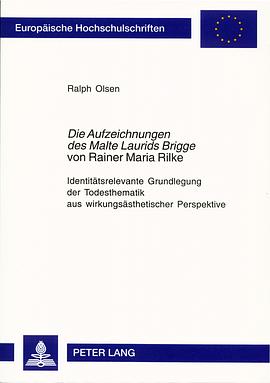 Europäische Hochschulschriften
Ralph Olsen
Die Aufzeichnungen
des Malte Laurids Brigge
von Rainer Maria Rilke
Identitätsrelevante Grundlegung
der Todesthematik
aus wirkungsästhetischer Perspektive
PETER LANG